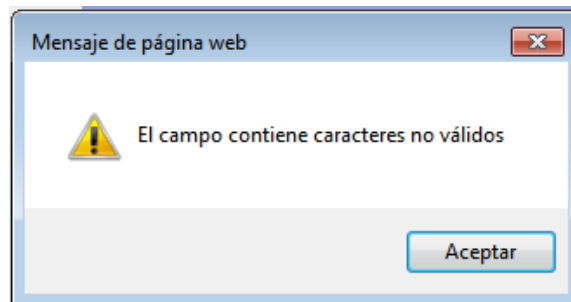 Mensaje de página web
El campo contiene caracteres no válidos
Aceptar